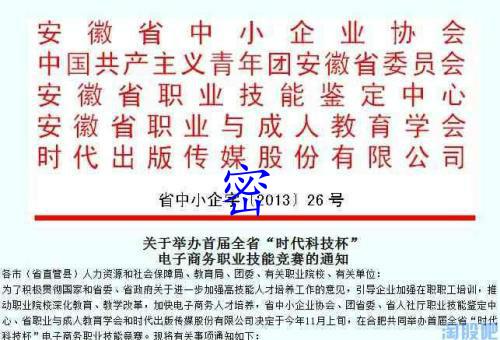 安徽省中小企业协会
中国共产主义青年团安徽省委员会
安徽省职业技能鉴定中心
安徽省职业与成人教育学会
时代出版传媒股份有限公司
密
省中小企字〔2013〕26 号
关于举办首届全省“时代科技杯”
电子商务职业技能竞赛的通知
各市（省直管县）人力资源和社会保障局、教育局、团委、有关职业院校、有关单位：
为了积极贯彻国家和省委、省政府关于进一步加强高技能人才培养工作的意见，引导企业加强在职职工培训，推
动职业院校深化教育、教学改革，加快电子商务人才培养，省中小企业协会、团省委、省人社厅职业技能鉴定中
心、省职业与成人教育学会和时代出版传媒股份有限公司决定于今年11月上旬，在合肥共同举办首届全省“时代
科技杯”电子商务职业技能竞赛。现将有关事项通知如下：
淘股吧